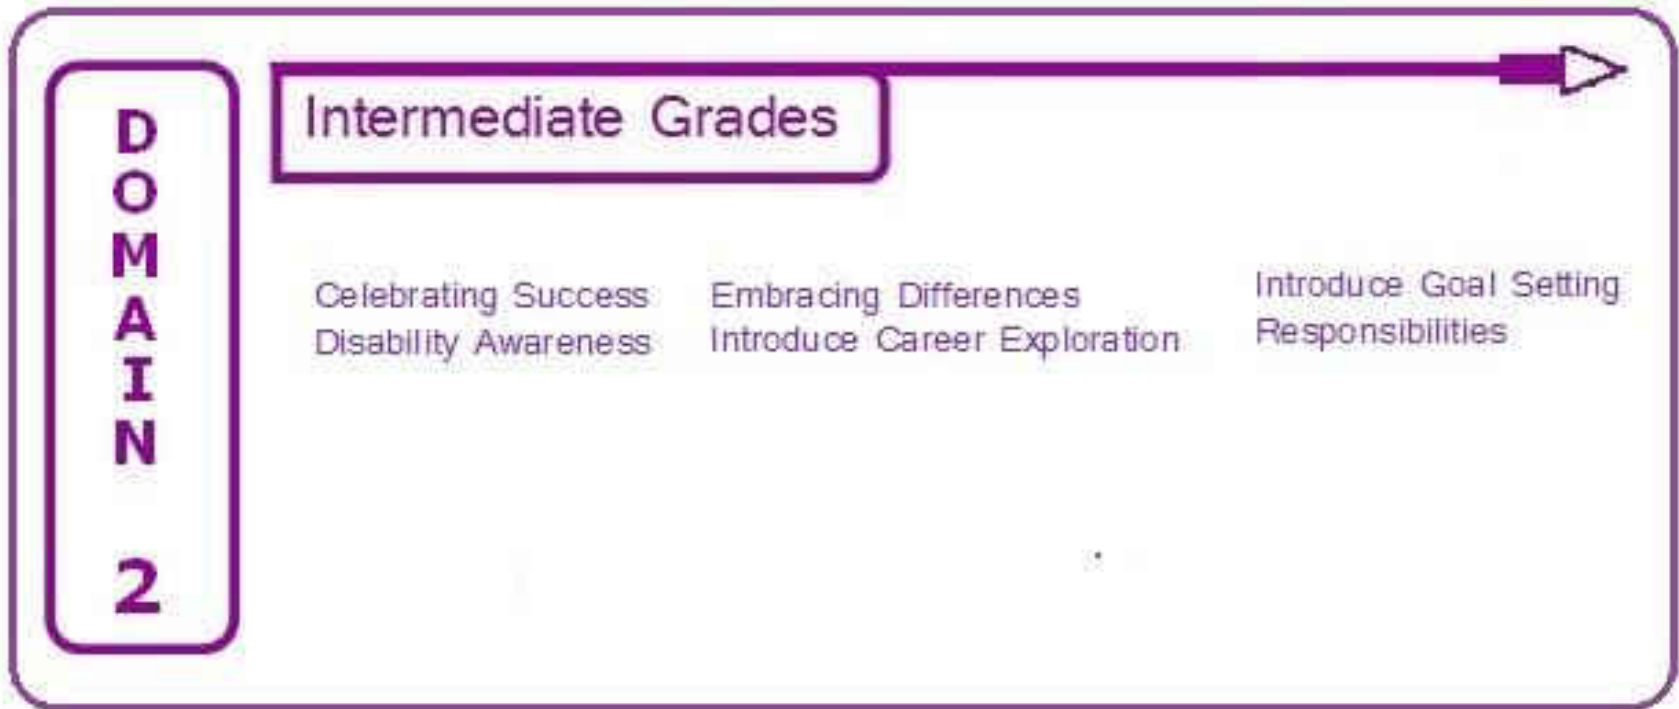 DOMAIN 2
Intermediate Grades
Celebrating Success
Disability Awareness
Embracing Differences
Introduce Career Exploration
Introduce Goal Setting
Responsibilities